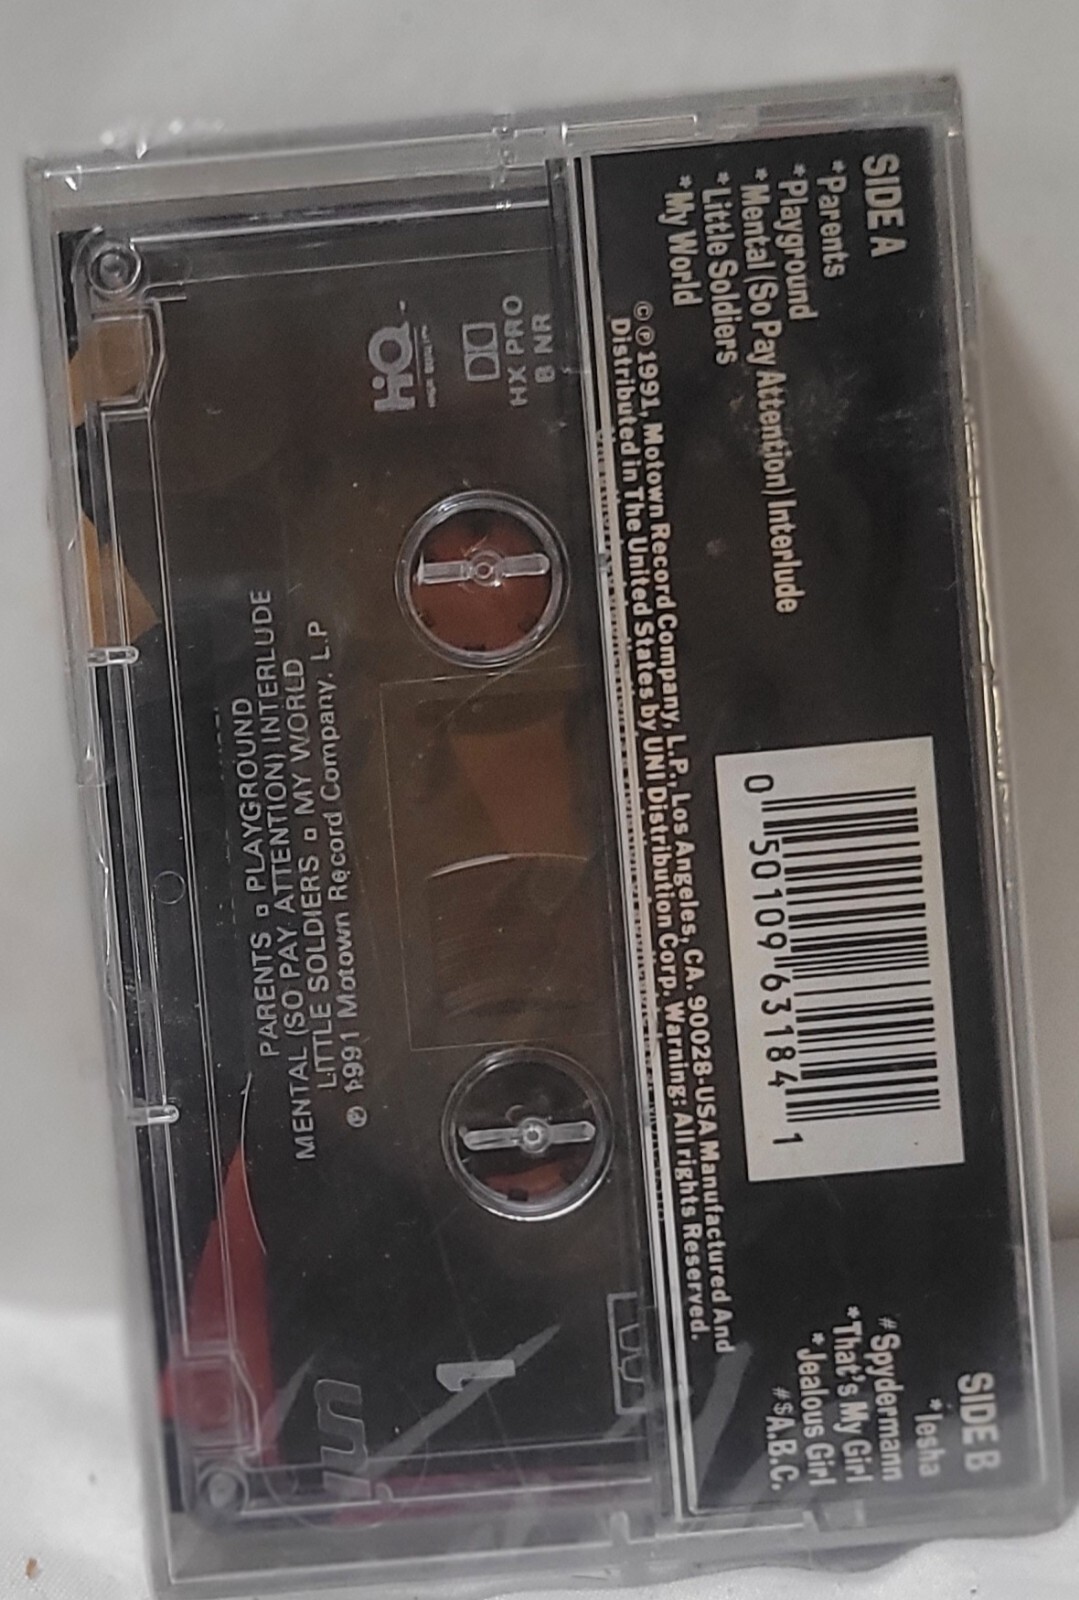 SIDE A
*Parents
*Playground
*Mental (So Pay Attention) Interlude
*Little Soldiers
*My World
SIDE B
*Iesha
#Spydermann
*That's My Girl
*Jealous Girl
#$A.B.C.
0 50109 63184 1
©℗ 1991, Motown Record Company, L.P., Los Angeles, CA. 90028-USA Manufactured And
Distributed in The United States by UNI Distribution Corp. Warning: All rights Reserved.
HiQ
HX PRO
B NR
PARENTS ▫ PLAYGROUND
MENTAL (SO PAY ATTENTION) INTERLUDE
LITTLE SOLDIERS ▫ MY WORLD
℗ 1991 Motown Record Company, L.P
1